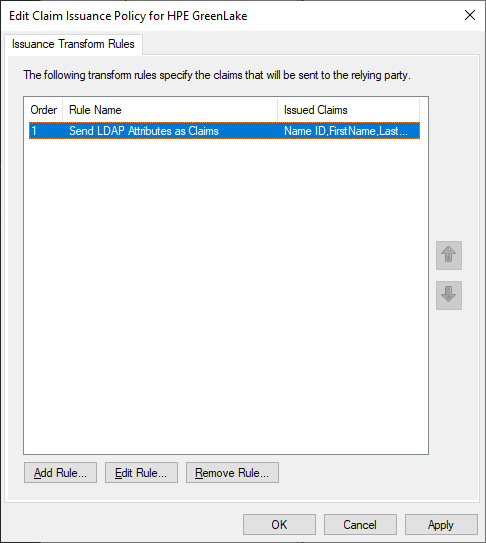 Edit Claim Issuance Policy for HPE GreenLake
Issuance Transform Rules
The following transform rules specify the claims that will be sent to the relying party.
Order Rule Name Issued Claims
1 Send LDAP Attributes as Claims Name ID,FirstName,Last...
Add Rule... Edit Rule... Remove Rule...
OK Cancel Apply